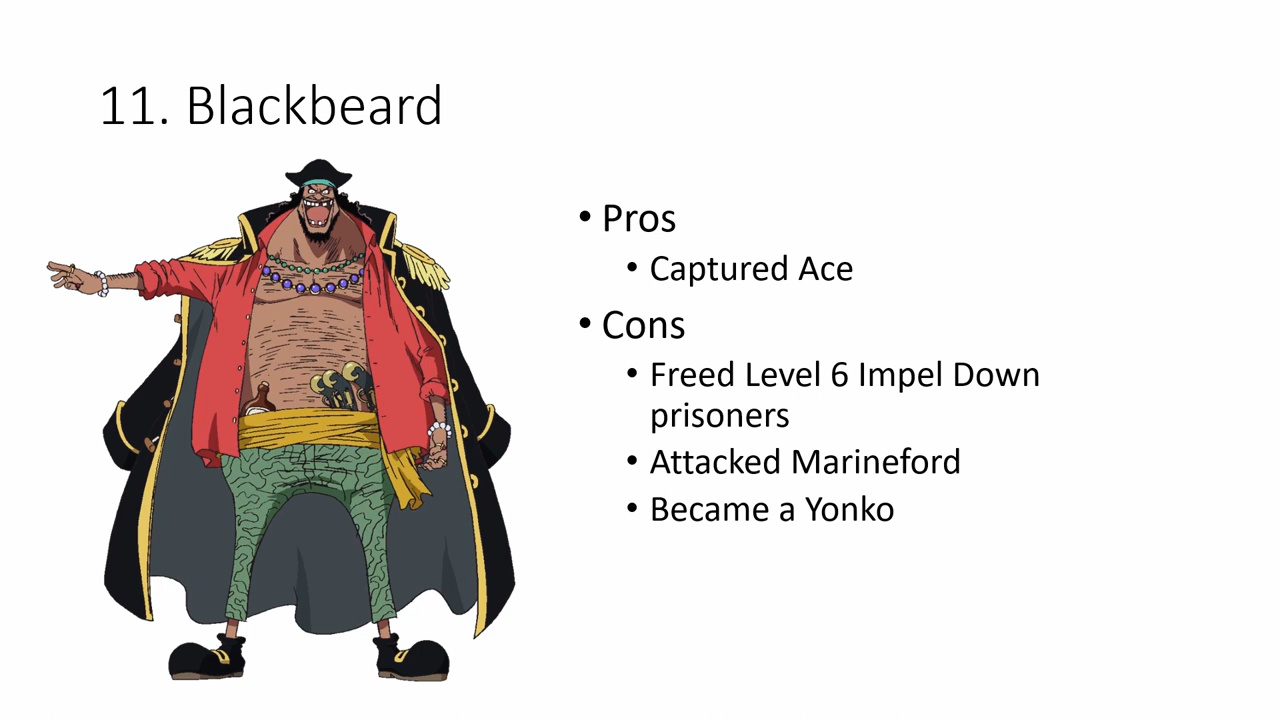 11. Blackbeard
• Pros
• Captured Ace
• Cons
• Freed Level 6 Impel Down
prisoners
• Attacked Marineford
• Became a Yonko